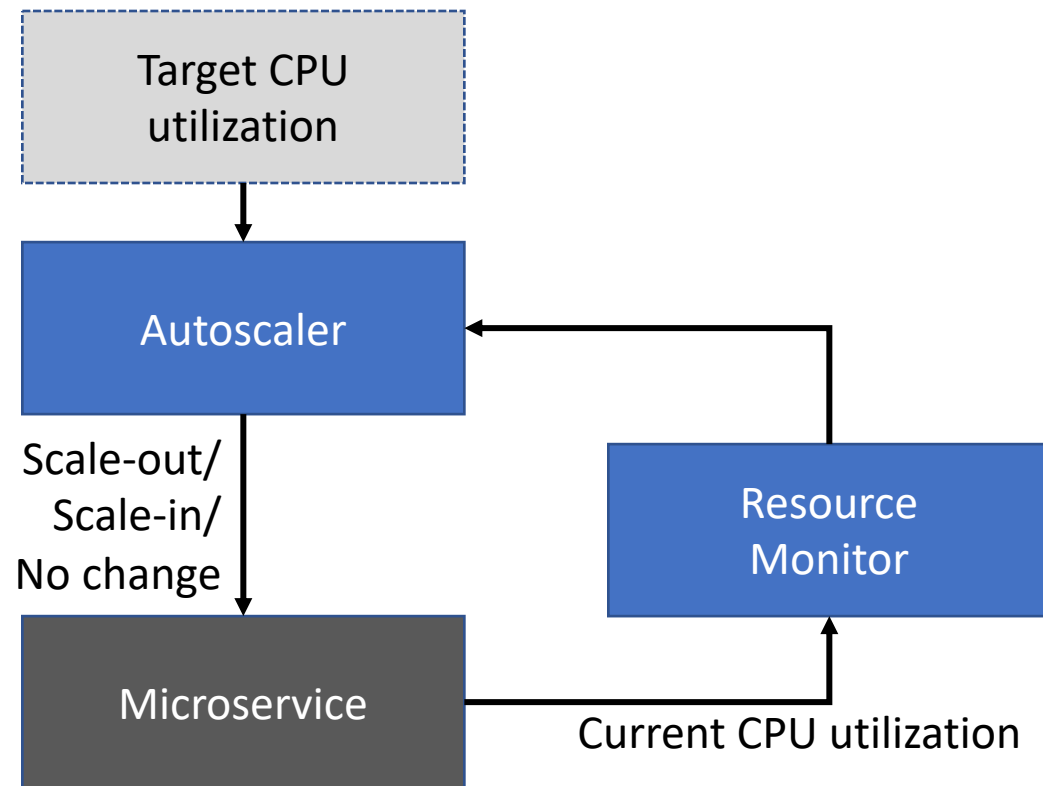 Target CPU
utilization
Autoscaler
Scale-out/
Scale-in/
No change
Resource
Monitor
Microservice
Current CPU utilization